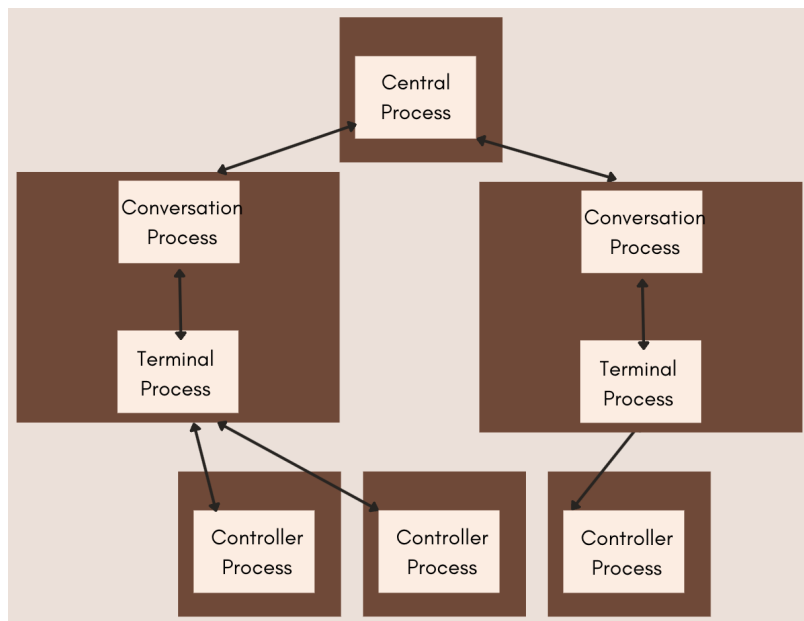 Central
Process
Conversation
Process
Conversation
Process
Terminal
Process
Terminal
Process
Controller
Process
Controller
Process
Controller
Process